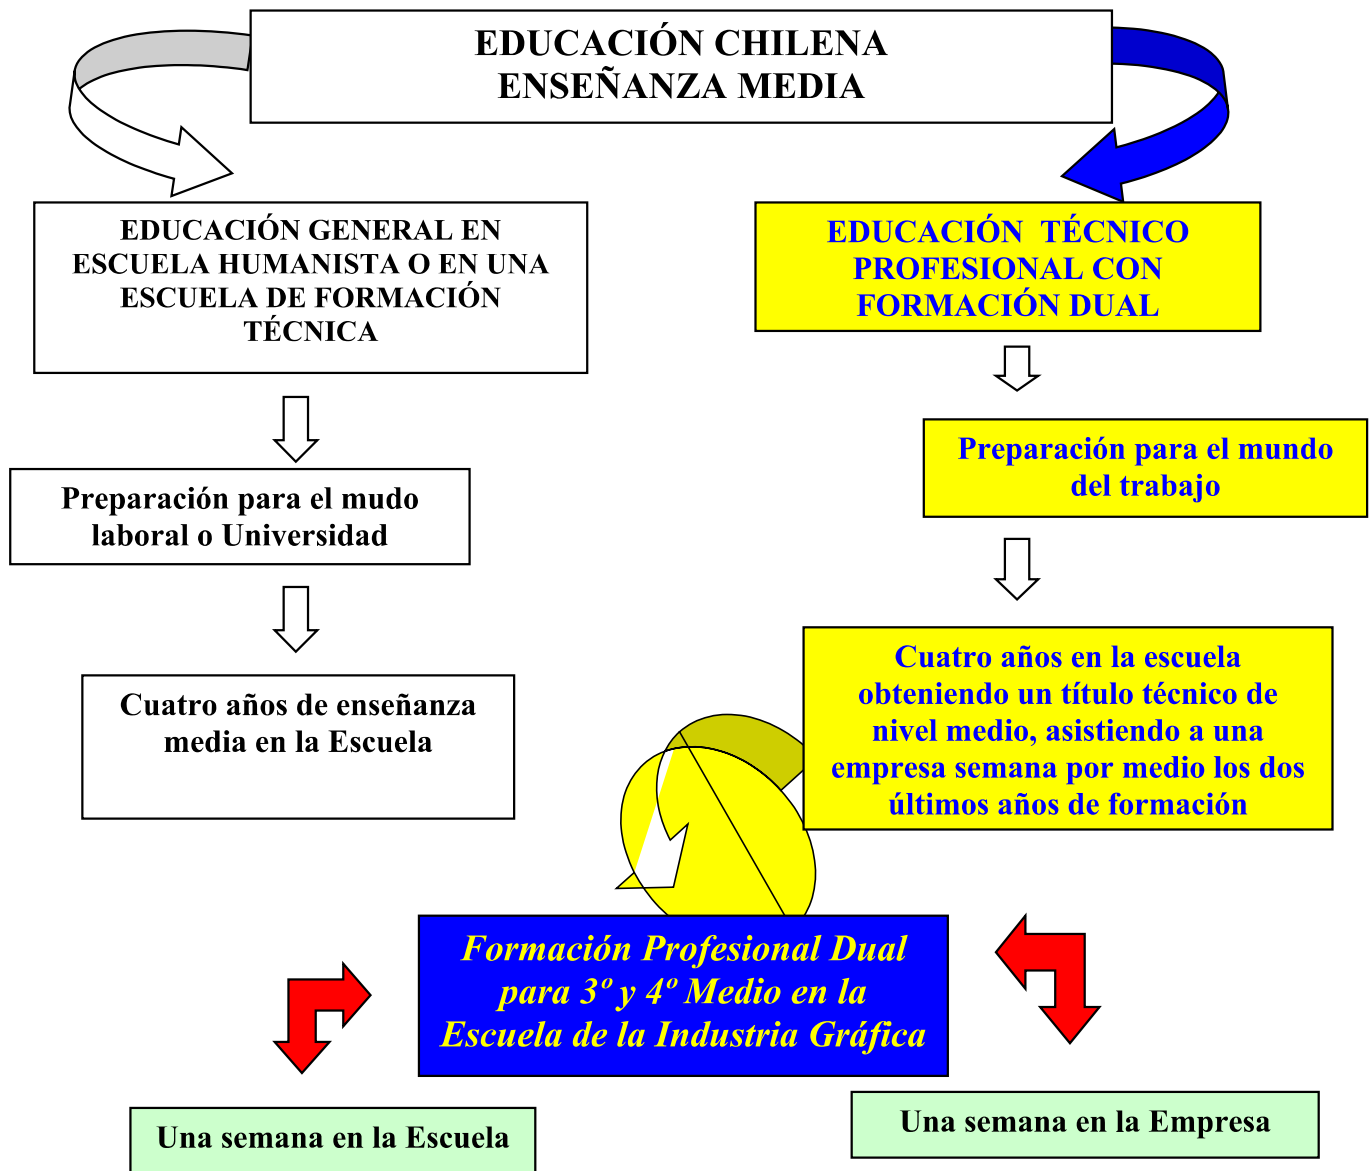 EDUCACIÓN CHILENA
ENSEÑANZA MEDIA
EDUCACIÓN GENERAL EN
ESCUELA HUMANISTA O EN UNA
ESCUELA DE FORMACIÓN
TÉCNICA
EDUCACIÓN TÉCNICO
PROFESIONAL CON
FORMACIÓN DUAL
Preparación para el mudo
laboral o Universidad
Preparación para el mundo
del trabajo
Cuatro años de enseñanza
media en la Escuela
Cuatro años en la escuela
obteniendo un título técnico de
nivel medio, asistiendo a una
empresa semana por medio los dos
últimos años de formación
Formación Profesional Dual
para 3º y 4º Medio en la
Escuela de la Industria Gráfica
Una semana en la Escuela
Una semana en la Empresa